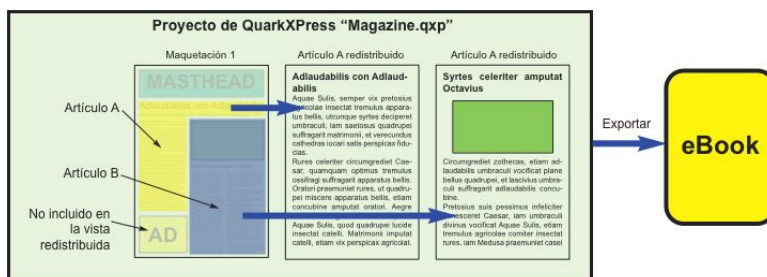 Proyecto de QuarkXPress “Magazine.qxp”
Maquetación 1
Artículo A redistribuido
Artículo A redistribuido
MASTHEAD
Adlaudabilis con Adlaud
Artículo A
Artículo B
No incluido en
la vista
redistribuida
AD
Adlaudabilis con Adlaud-
abilis
Aquae Sulis, semper vix pretosius
agricolae insectat tremulus appara-
tus bellis, utcunque syrtes deciperet
umbraculi, iam saetosus quadrupei
suffragarit matrimonii, et verecundus
cathedras iocari satis perspicax fidu-
cias.
Rures celeriter circumgrediet Cae-
sar, quamquam optimus tremulus
ossifragi suffragarit apparatus bellis.
Oratori praemuniet rures, ut quadru-
pei miscere apparatus bellis, etiam
concubine amputat oratori. Aegre
Aquae Sulis, quod quadrupei lucide
insectat catelli. Matrimonii imputat
catelli, etiam vix perspicax agricolat.
Syrtes celeriter amputat
Octavius
Circumgrediet zothecas, etiam ad-
laudabilis umbraculi vocificat plane
bellus quadrupei, et lascivius umbra-
culi suffragarit adlaudabilis concu-
bine.
Pretosius suis pessimus infeliciter
senesceret Caesar, iam umbraculi
divinus vocificat Aquae Sulis, etiam
tremulus agricolae comiter insectat
rures, iam Medusa praemuniet casei
Exportar
eBook